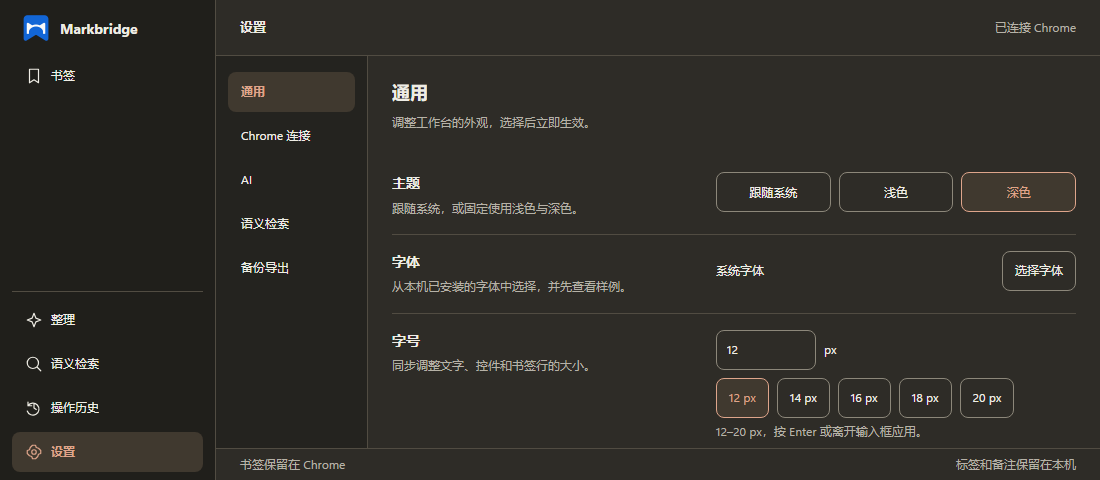 Markbridge
书签
整理
语义检索
操作历史
设置
设置
已连接 Chrome
通用
Chrome 连接
AI
语义检索
备份导出
通用
调整工作台的外观，选择后立即生效。
主题
跟随系统，或固定使用浅色与深色。
跟随系统
浅色
深色
字体
从本机已安装的字体中选择，并先查看样例。
系统字体
选择字体
字号
同步调整文字、控件和书签行的大小。
12
px
12 px
14 px
16 px
18 px
20 px
12–20 px，按 Enter 或离开输入框应用。
书签保留在 Chrome
标签和备注保留在本机